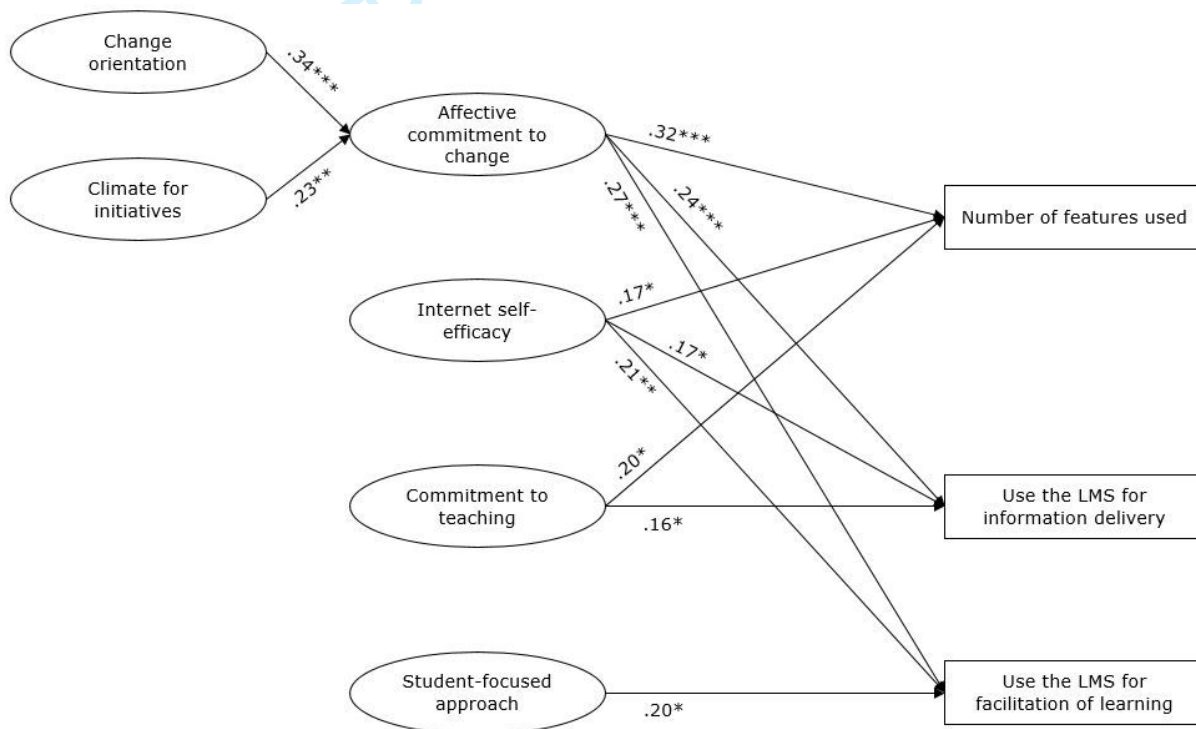 Change
orientation
.34***
Affective
commitment to
change
.32***
Climate for
initiatives
.23**
.27***
.24***
Number of features used
Internet self-
efficacy
.17*
.17*
.21**
Commitment to
teaching
.20*
.16*
Use the LMS for
information delivery
Student-focused
approach
.20*
Use the LMS for
facilitation of learning